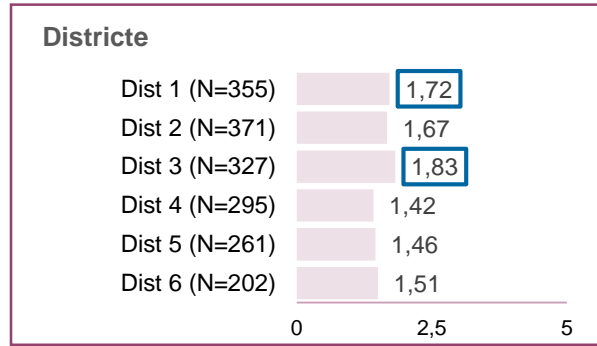 Districte
Dist 1 (N=355) 1,72
Dist 2 (N=371) 1,67
Dist 3 (N=327) 1,83
Dist 4 (N=295) 1,42
Dist 5 (N=261) 1,46
Dist 6 (N=202) 1,51
0 2,5 5